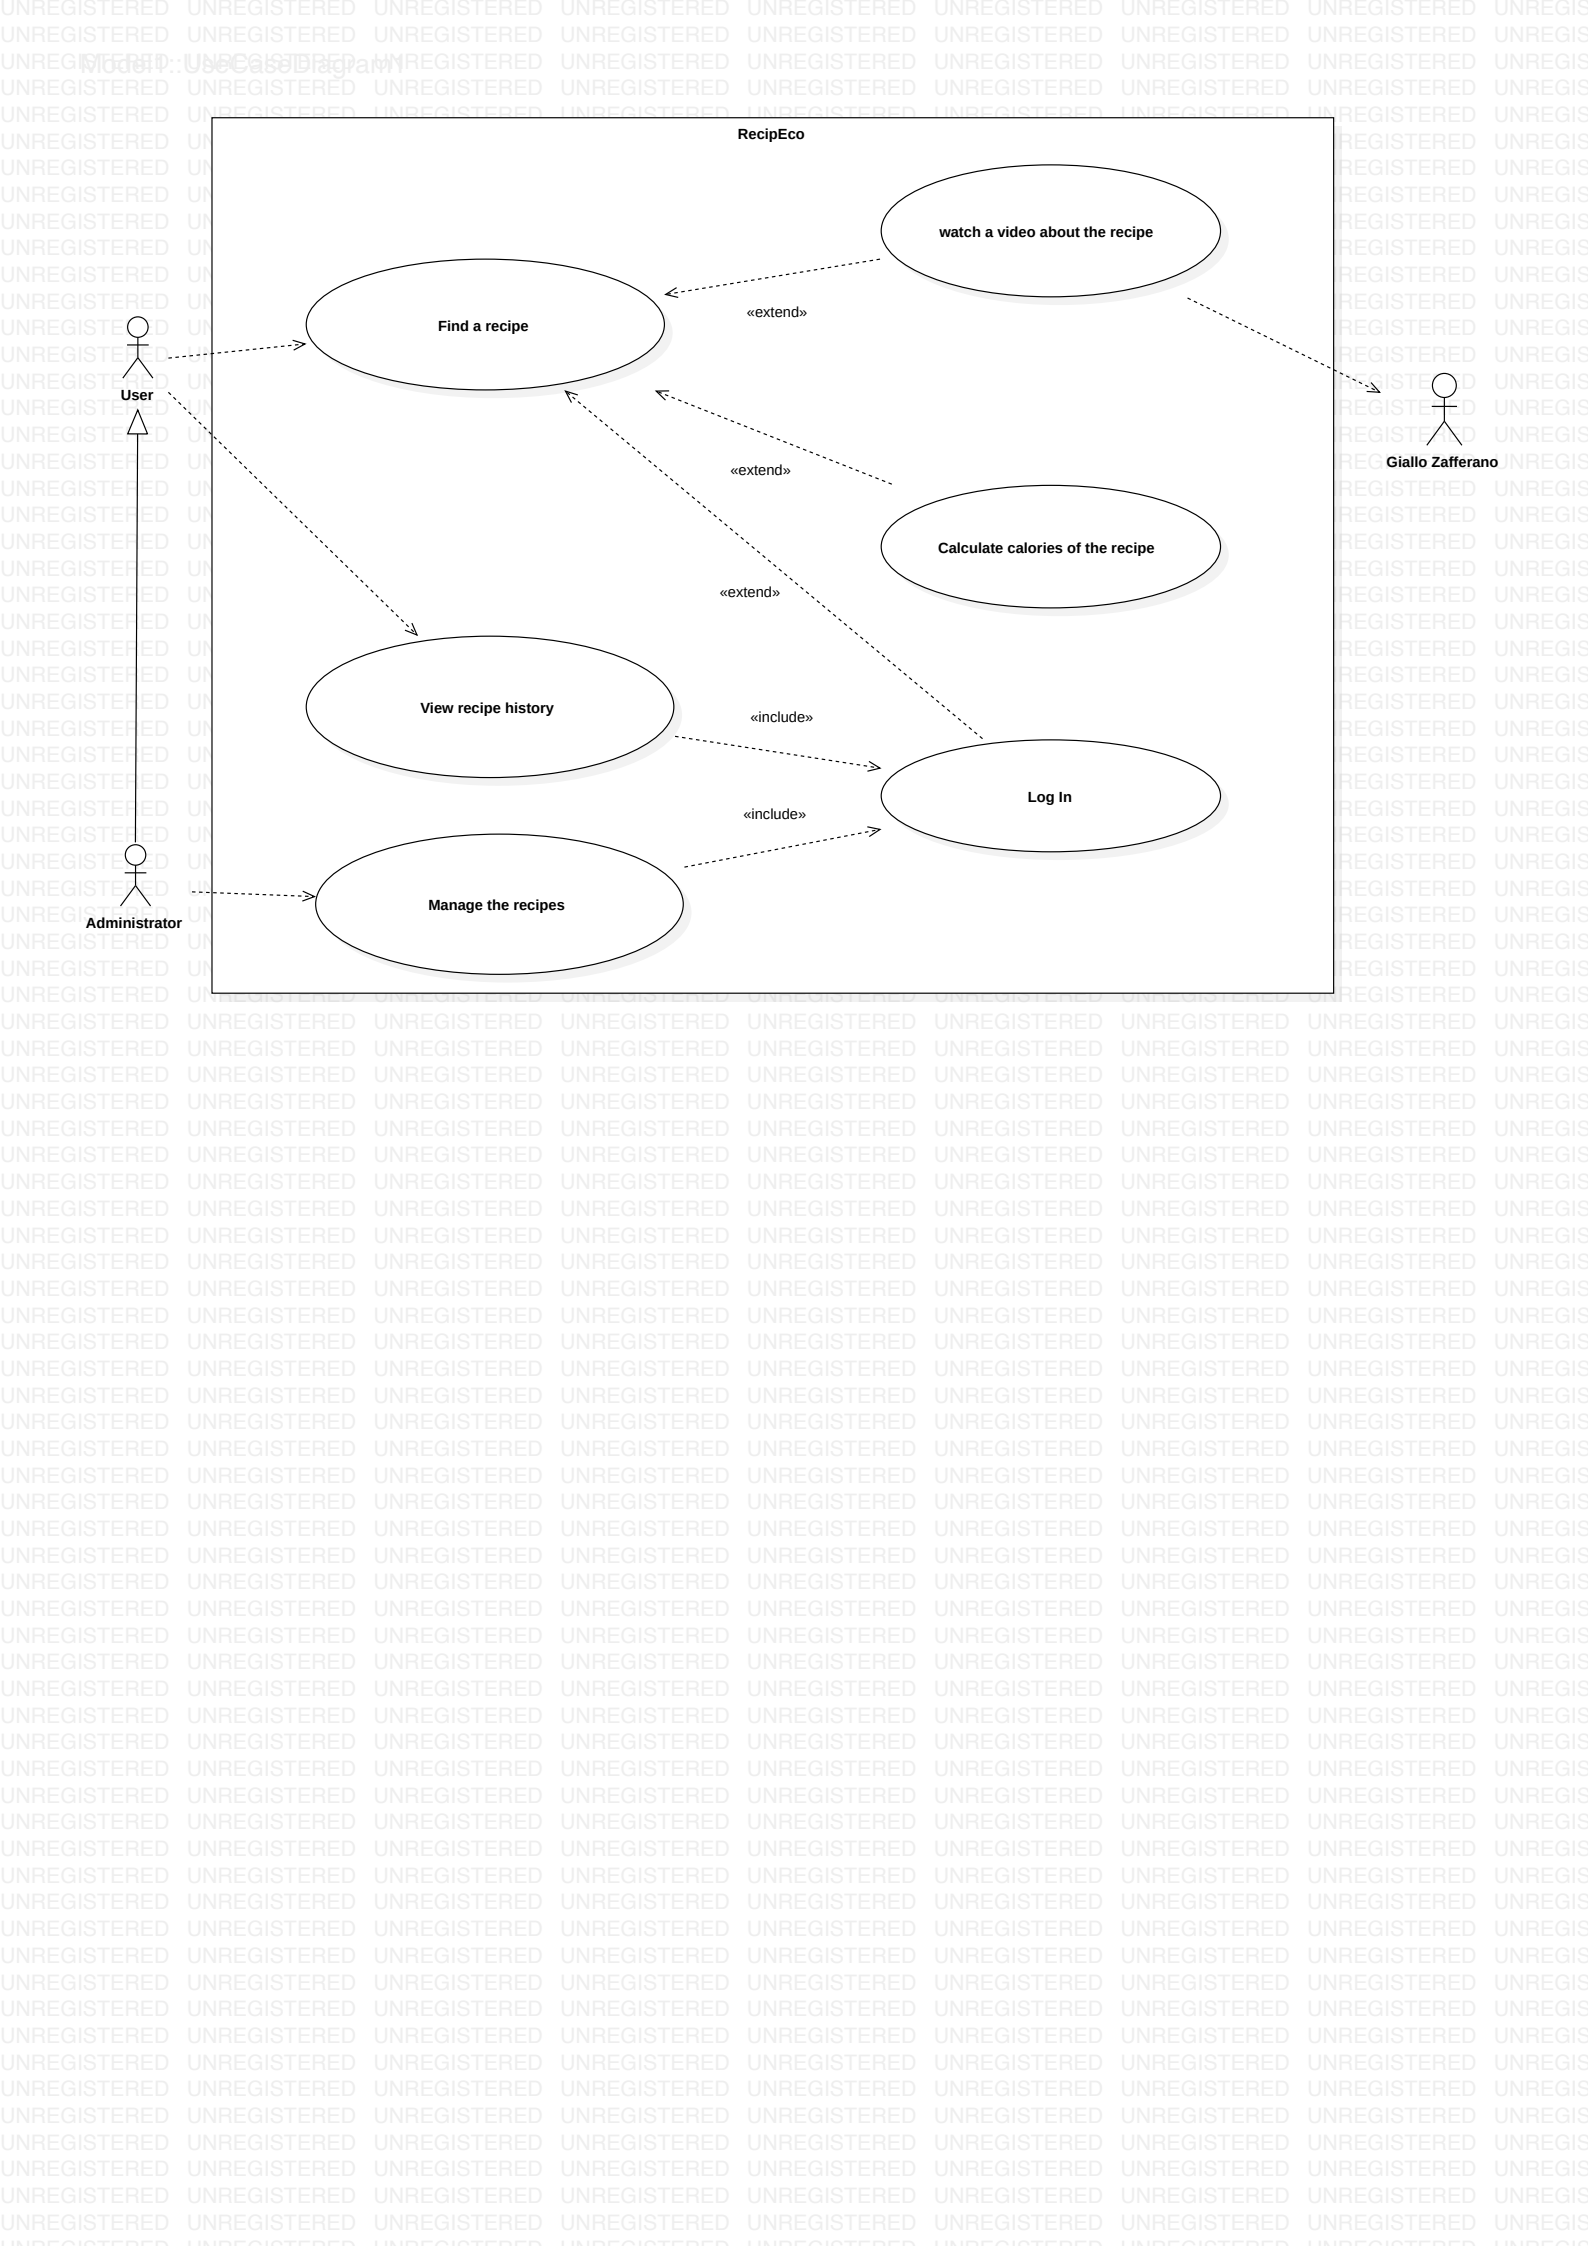 Model1::UseCaseDiagram1
RecipEco
watch a video about the recipe
Find a recipe
«extend»
User
Giallo Zafferano
«extend»
Calculate calories of the recipe
«extend»
View recipe history
«include»
Log In
«include»
Manage the recipes
Administrator
UNREGISTERED